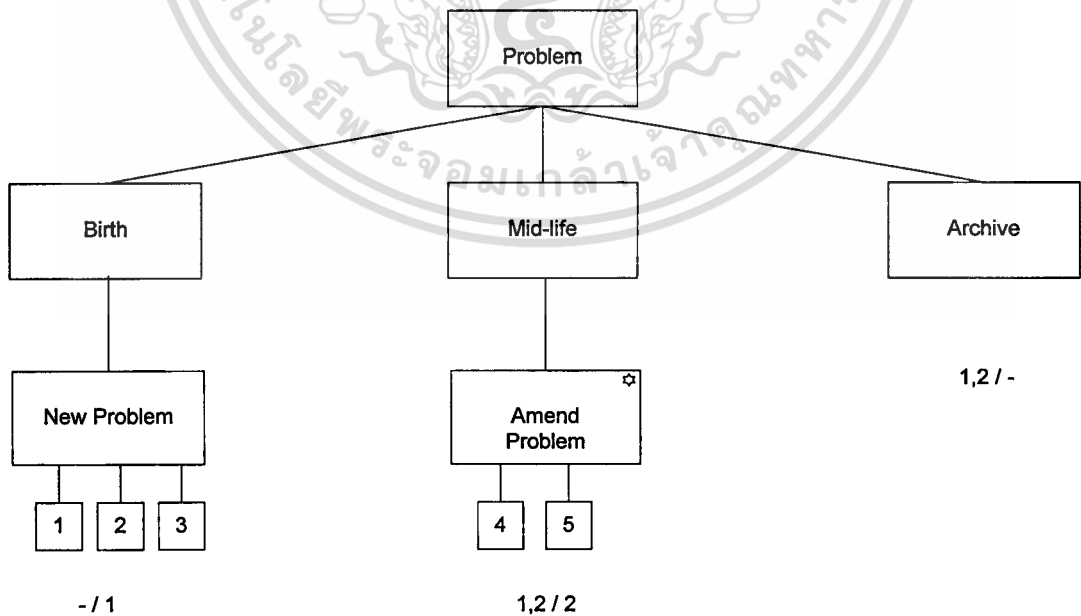 Problem
Birth
Mid-life
Archive
New Problem
Amend
Problem
1,2 / -
1
2
3
4
5
- / 1
1,2 / 2